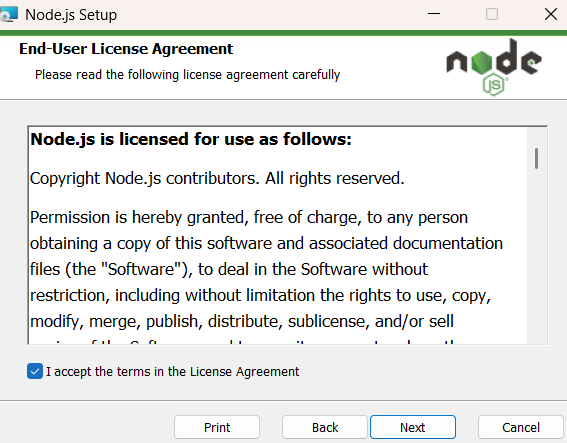 Node.js Setup
End-User License Agreement
Please read the following license agreement carefully
node
JS
Node.js is licensed for use as follows:
Copyright Node.js contributors. All rights reserved.
Permission is hereby granted, free of charge, to any person
obtaining a copy of this software and associated documentation
files (the "Software"), to deal in the Software without
restriction, including without limitation the rights to use, copy,
modify, merge, publish, distribute, sublicense, and/or sell
I accept the terms in the License Agreement
Print
Back
Next
Cancel